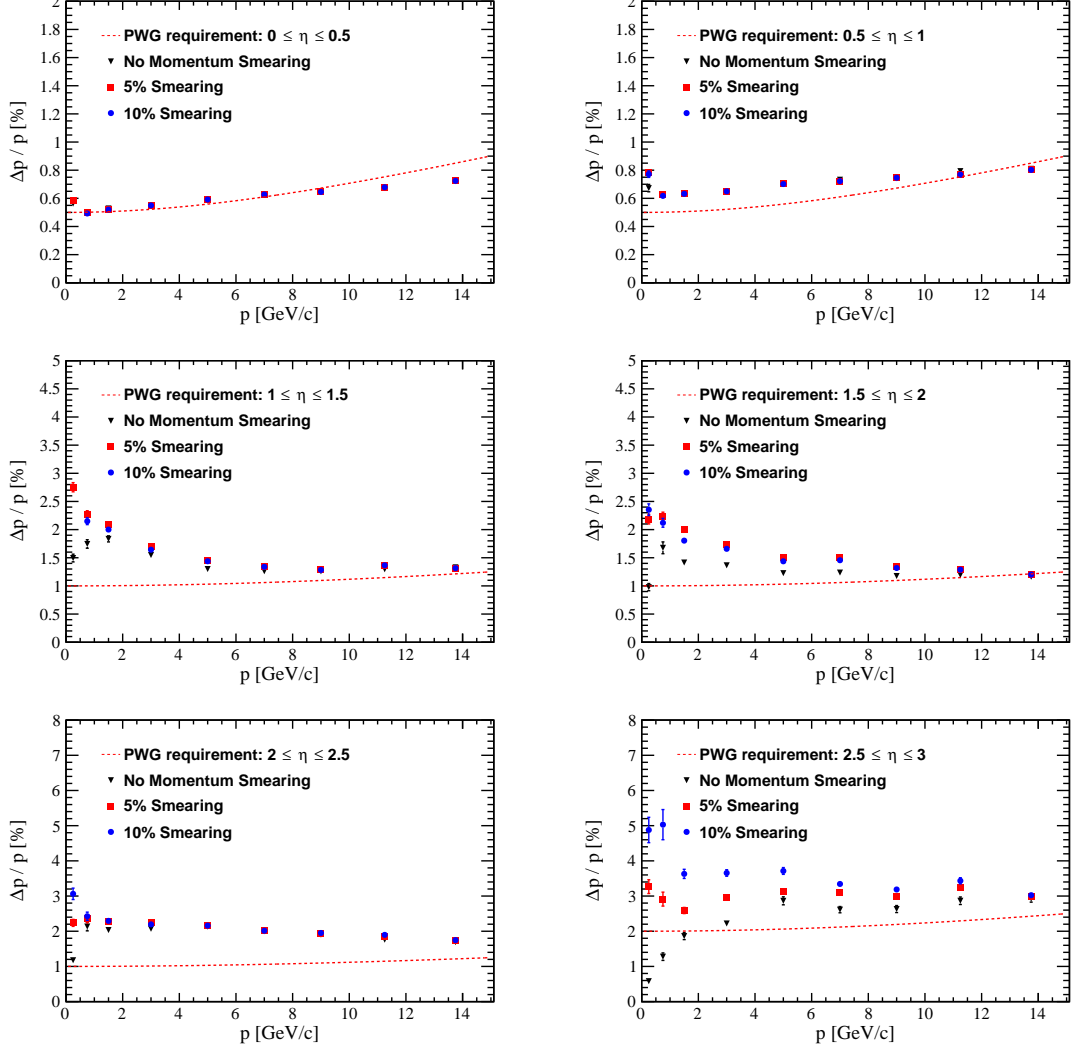 2
1.8
1.6
1.4
1.2
1
0.8
0.6
0.4
0.2
0
Δp / p [%]
PWG requirement: 0 ≤ η ≤ 0.5
No Momentum Smearing
5% Smearing
10% Smearing
0 2 4 6 8 10 12 14
p [GeV/c]
2
1.8
1.6
1.4
1.2
1
0.8
0.6
0.4
0.2
0
Δp / p [%]
PWG requirement: 0.5 ≤ η ≤ 1
No Momentum Smearing
5% Smearing
10% Smearing
0 2 4 6 8 10 12 14
p [GeV/c]
5
4.5
4
3.5
3
2.5
2
1.5
1
0.5
0
Δp / p [%]
PWG requirement: 1 ≤ η ≤ 1.5
No Momentum Smearing
5% Smearing
10% Smearing
0 2 4 6 8 10 12 14
p [GeV/c]
5
4.5
4
3.5
3
2.5
2
1.5
1
0.5
0
Δp / p [%]
PWG requirement: 1.5 ≤ η ≤ 2
No Momentum Smearing
5% Smearing
10% Smearing
0 2 4 6 8 10 12 14
p [GeV/c]
8
7
6
5
4
3
2
1
0
Δp / p [%]
PWG requirement: 2 ≤ η ≤ 2.5
No Momentum Smearing
5% Smearing
10% Smearing
0 2 4 6 8 10 12 14
p [GeV/c]
8
7
6
5
4
3
2
1
0
Δp / p [%]
PWG requirement: 2.5 ≤ η ≤ 3
No Momentum Smearing
5% Smearing
10% Smearing
0 2 4 6 8 10 12 14
p [GeV/c]